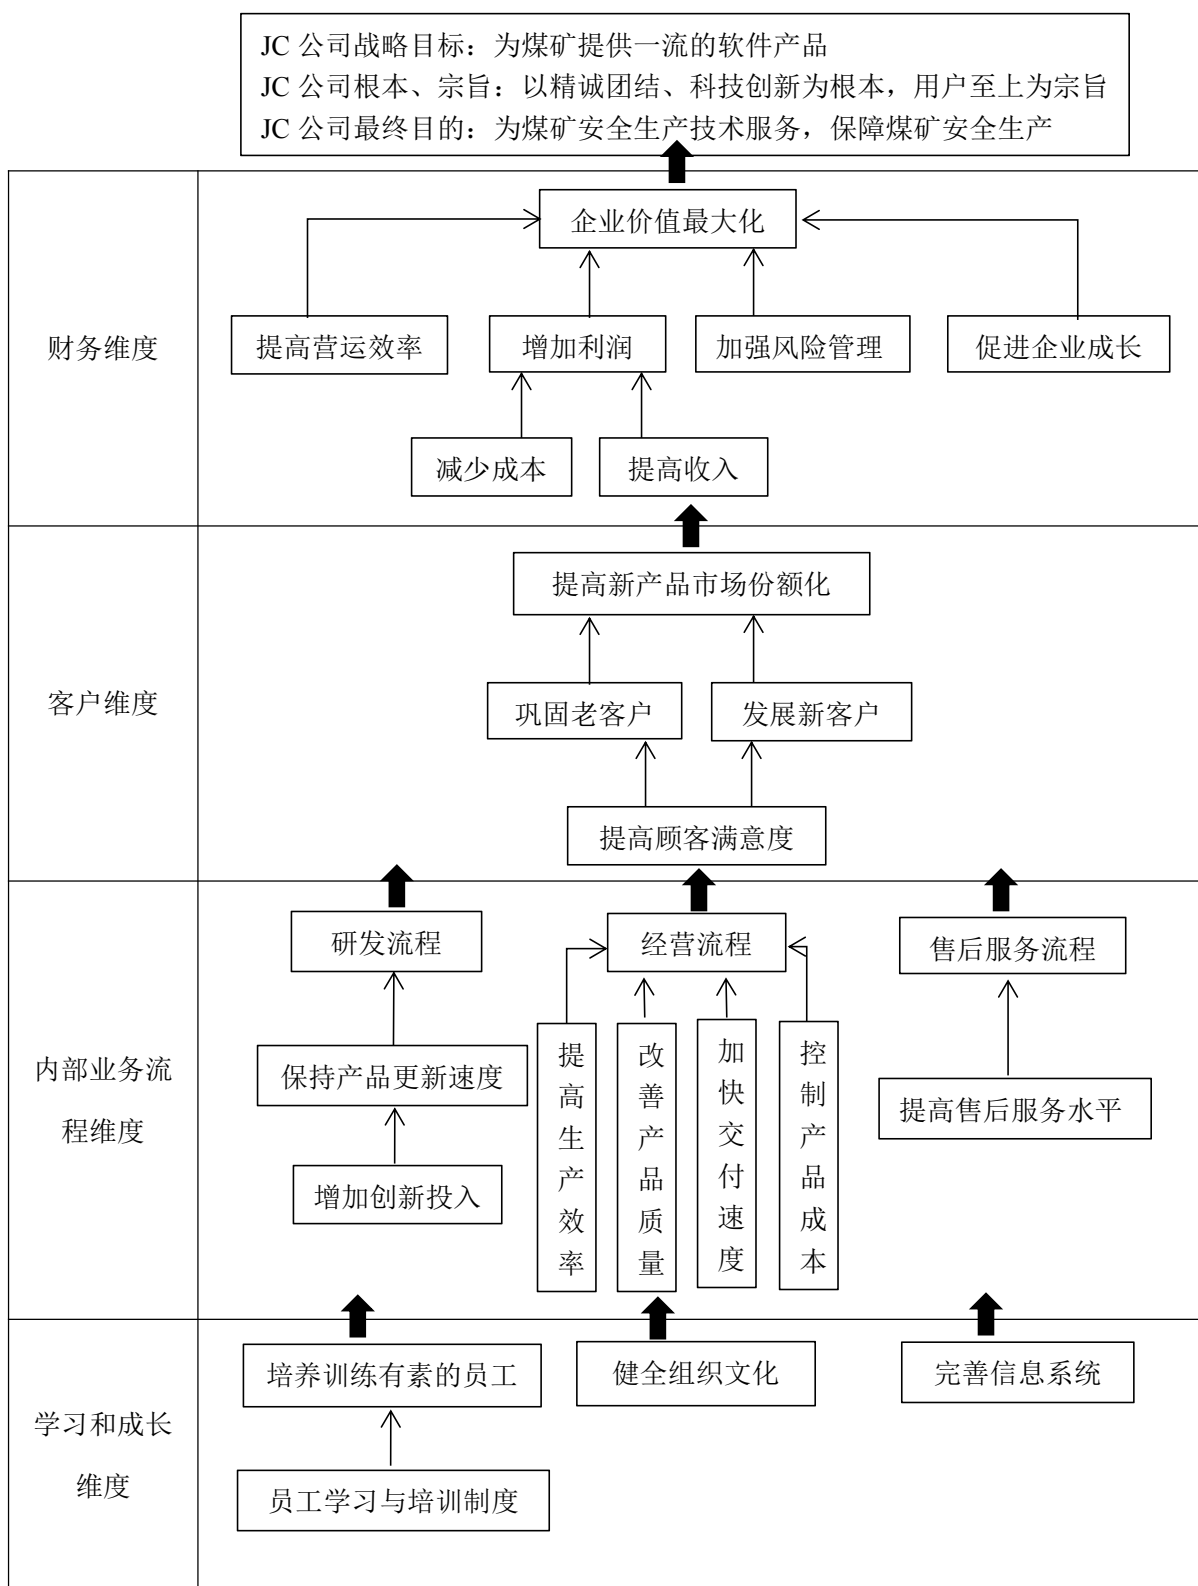 JC 公司战略目标：为煤矿提供一流的软件产品
JC 公司根本、宗旨：以精诚团结、科技创新为根本，用户至上为宗旨
JC 公司最终目的：为煤矿安全生产技术服务，保障煤矿安全生产
财务维度
企业价值最大化
提高营运效率
增加利润
加强风险管理
促进企业成长
减少成本
提高收入
客户维度
提高新产品市场份额化
巩固老客户
发展新客户
提高顾客满意度
内部业务流
程维度
研发流程
经营流程
售后服务流程
保持产品更新速度
增加创新投入
提高生产效率
改善产品质量
加快交付速度
控制产品成本
提高售后服务水平
学习和成长
维度
培养训练有素的员工
健全组织文化
完善信息系统
员工学习与培训制度